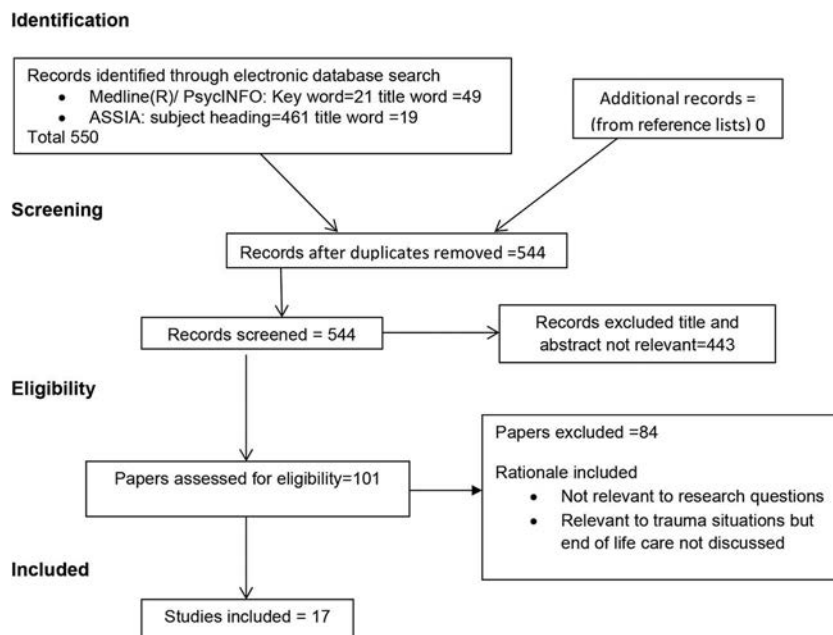 Identification
Records identified through electronic database search
• Medline(R)/ PsycINFO: Key word=21 title word =49
• ASSIA: subject heading=461 title word =19
Total 550
Additional records =
(from reference lists) 0
Screening
Records after duplicates removed =544
Records screened = 544
Records excluded title and
abstract not relevant=443
Eligibility
Papers assessed for eligibility=101
Papers excluded =84
Rationale included
• Not relevant to research questions
• Relevant to trauma situations but
end of life care not discussed
Included
Studies included = 17